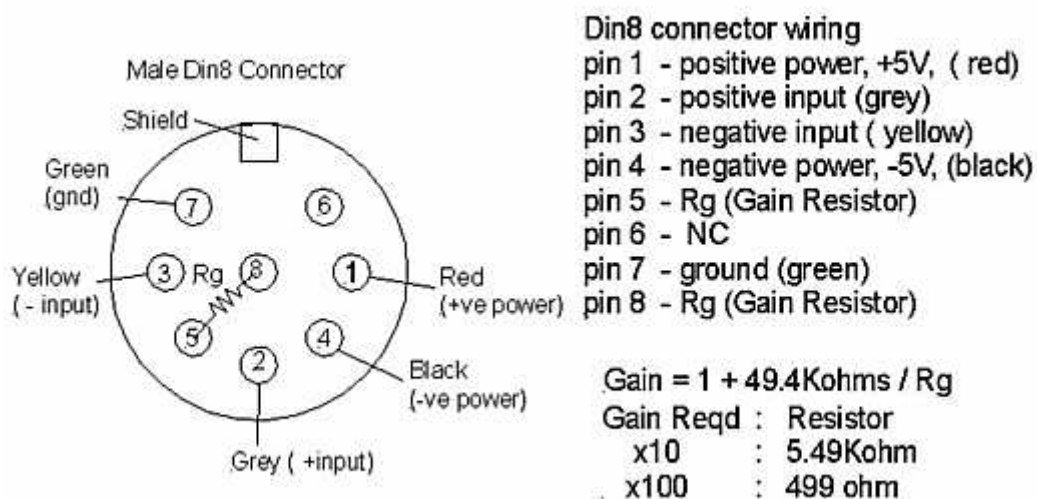 Male Din8 Connector
Shield
Green
(gnd)
7
6
Yellow
( - input)
3
Rg
8
1
Red
(+ve power)
5
2
4
Black
(-ve power)
Grey ( +input)
Din8 connector wiring
pin 1 - positive power, +5V, ( red)
pin 2 - positive input (grey)
pin 3 - negative input ( yellow)
pin 4 - negative power, -5V, (black)
pin 5 - Rg (Gain Resistor)
pin 6 - NC
pin 7 - ground (green)
pin 8 - Rg (Gain Resistor)
Gain = 1 + 49.4Kohms / Rg
Gain Reqd : Resistor
x10 : 5.49Kohm
x100 : 499 ohm